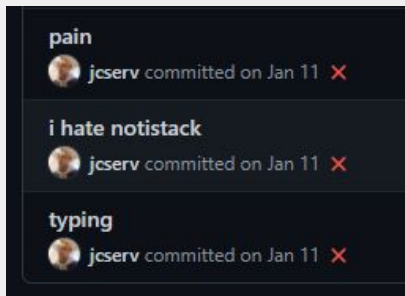 pain
jcserv committed on Jan 11
i hate notistack
jcserv committed on Jan 11
typing
jcserv committed on Jan 11